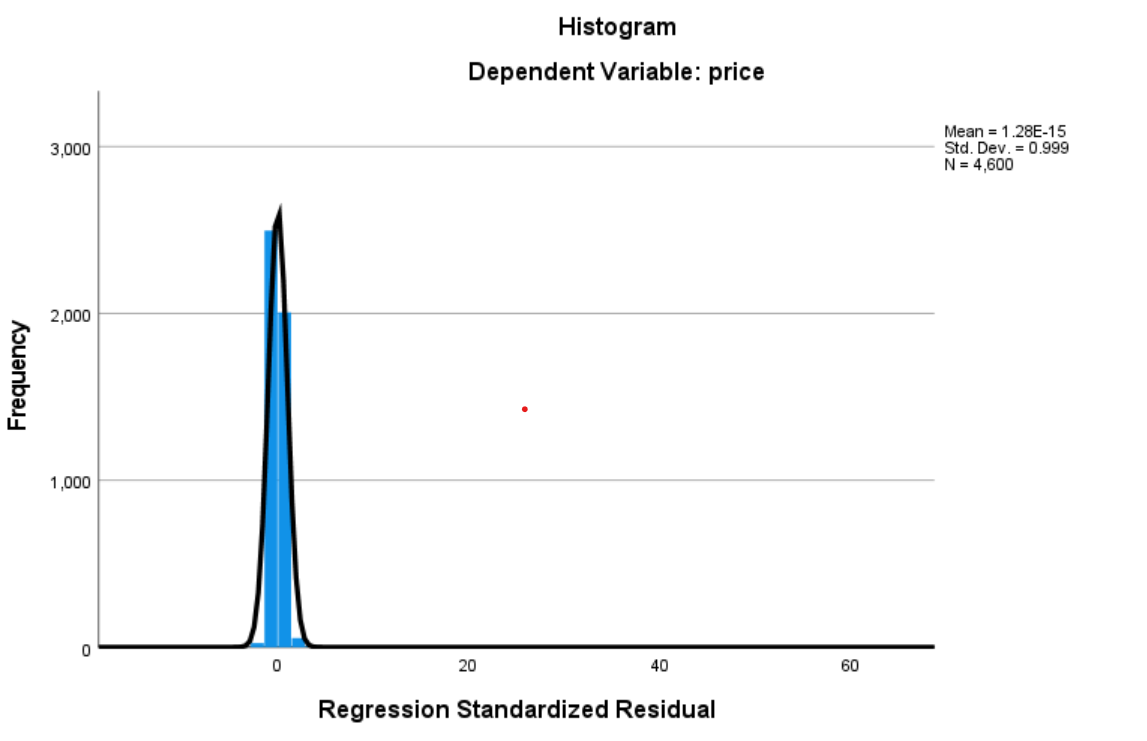 Histogram
Dependent Variable: price
Mean = 1.28E-15
Std. Dev. = 0.999
N = 4,600
3,000
2,000
1,000
0
Frequency
0 20 40 60
Regression Standardized Residual